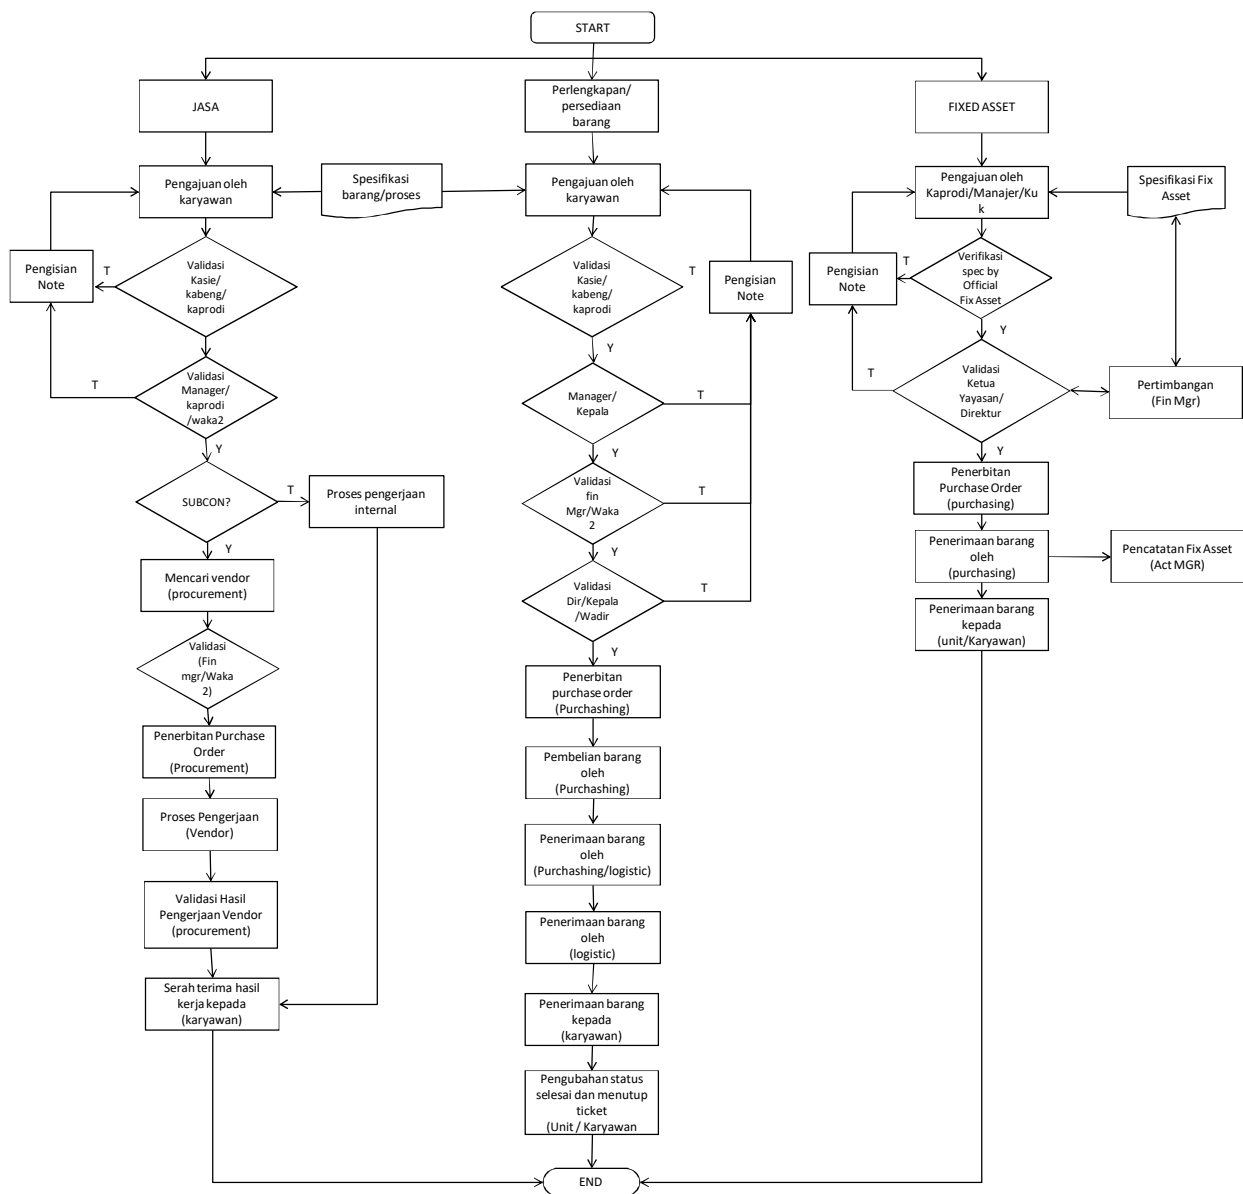 START
JASA
Pengajuan oleh
karyawan
Spesifikasi
barang/proses
Pengisian
Note
T
Validasi
Kasie/
kabeng/
kaprodi
Validasi
Manager/
kaprodi
/waka2
T
Y
SUBCON?
T
Proses pengerjaan
internal
Y
Mencari vendor
(procurement)
Validasi
(Fin
mgr/Waka
2)
Penerbitan Purchase
Order
(Procurement)
Proses Pengerjaan
(Vendor)
Validasi Hasil
Pengerjaan Vendor
(procurement)
Serah terima hasil
kerja kepada
(karyawan)
Perlengkapan/
persediaan
barang
Pengajuan oleh
karyawan
Validasi
Kasie/
kabeng/
kaprodi
T
Pengisian
Note
Y
Manager/
Kepala
T
Y
Validasi
fin
Mgr/Waka
2
T
Y
Validasi
Dir/Kepala
/Wadir
T
Y
Penerbitan
purchase order
(Purchashing)
Pembelian barang
oleh
(Purchashing)
Penerimaan barang
oleh
(Purchashing/logistic)
Penerimaan barang
oleh
(logistic)
Penerimaan barang
kepada
(karyawan)
Pengubahan status
selesai dan menutup
ticket
(Unit / Karyawan
FIXED ASSET
Pengajuan oleh
Kaprodi/Manajer/Ku
k
Spesifikasi Fix
Asset
Pengisian
Note
T
Verifikasi
spec by
Official
Fix Asset
Y
Validasi
Ketua
Yayasan/
Direktur
T
Pertimbangan
(Fin Mgr)
Y
Penerbitan
Purchase Order
(purchasing)
Penerimaan barang
oleh
(purchasing)
Pencatatan Fix Asset
(Act MGR)
Penerimaan barang
kepada
(unit/Karyawan)
END